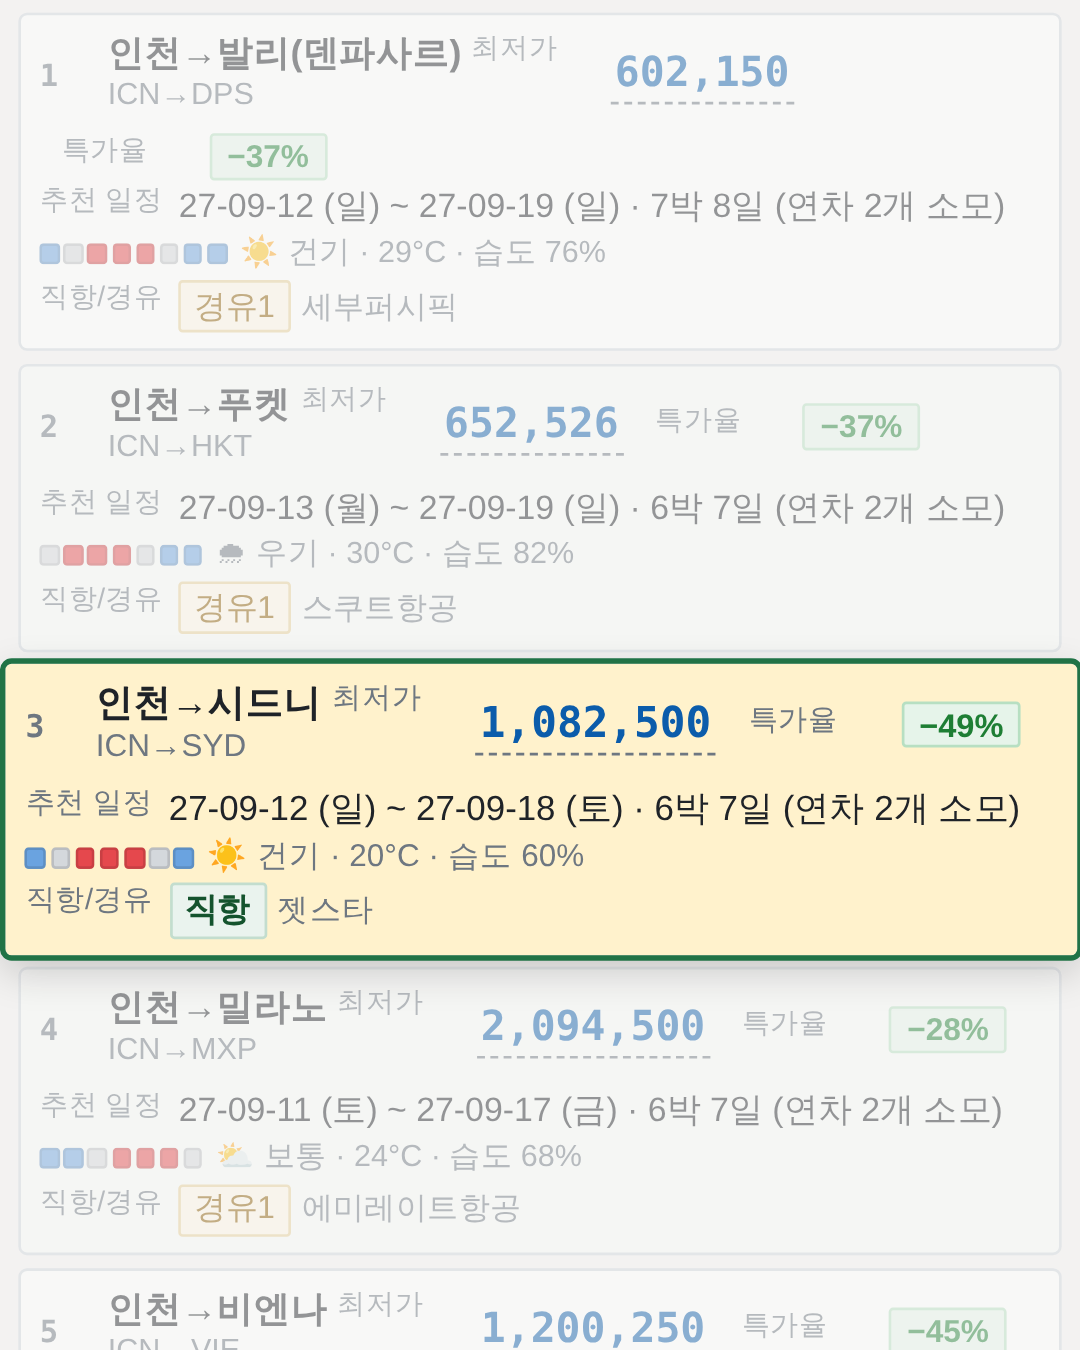 1 인천→발리(덴파사르) 최저가 602,150
ICN→DPS
특가율 −37%
추천 일정 27-09-12 (일) ~ 27-09-19 (일) · 7박 8일 (연차 2개 소모)
☀️ 건기 · 29°C · 습도 76%
직항/경유 경유1 세부퍼시픽
2 인천→푸켓 최저가 652,526 특가율 −37%
ICN→HKT
추천 일정 27-09-13 (월) ~ 27-09-19 (일) · 6박 7일 (연차 2개 소모)
🌧 우기 · 30°C · 습도 82%
직항/경유 경유1 스쿠트항공
3 인천→시드니 최저가 1,082,500 특가율 −49%
ICN→SYD
추천 일정 27-09-12 (일) ~ 27-09-18 (토) · 6박 7일 (연차 2개 소모)
☀️ 건기 · 20°C · 습도 60%
직항/경유 직항 젯스타
4 인천→밀라노 최저가 2,094,500 특가율 −28%
ICN→MXP
추천 일정 27-09-11 (토) ~ 27-09-17 (금) · 6박 7일 (연차 2개 소모)
⛅ 보통 · 24°C · 습도 68%
직항/경유 경유1 에미레이트항공
5 인천→비엔나 최저가 1,200,250 특가율 −45%
ICN→VIE